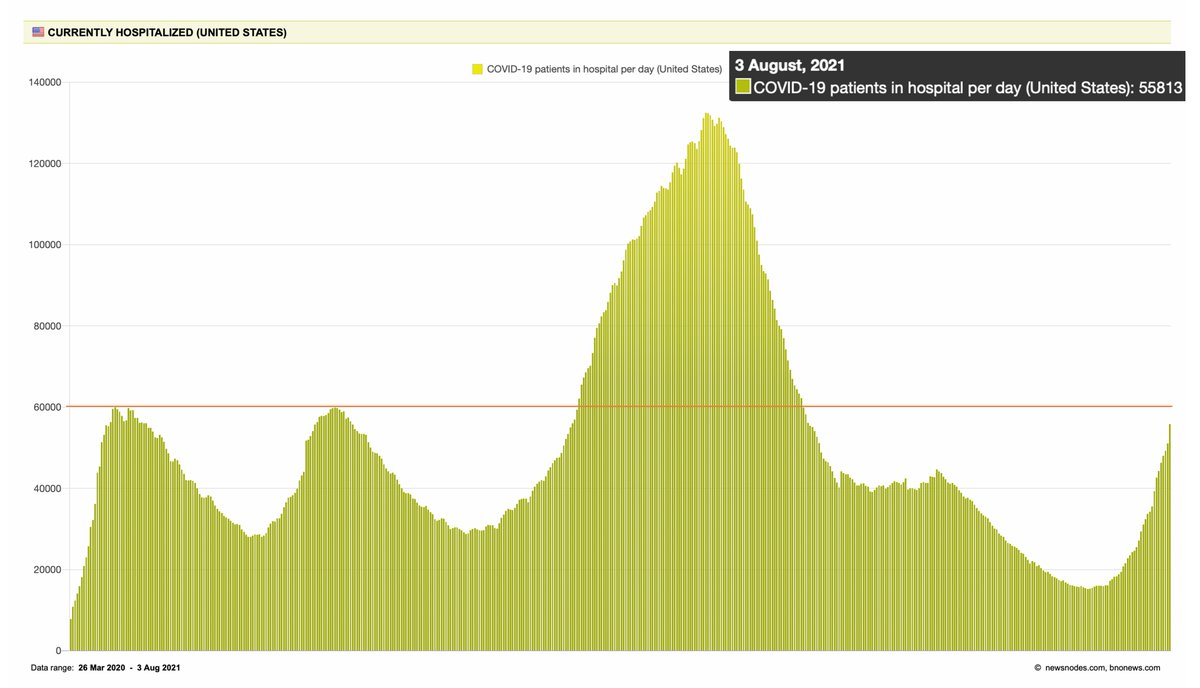 CURRENTLY HOSPITALIZED (UNITED STATES)
COVID-19 patients in hospital per day (United States)
3 August, 2021
COVID-19 patients in hospital per day (United States): 55813
140000
120000
100000
80000
60000
40000
20000
0
Data range: 26 Mar 2020 - 3 Aug 2021
© newsnodes.com, bnonews.com